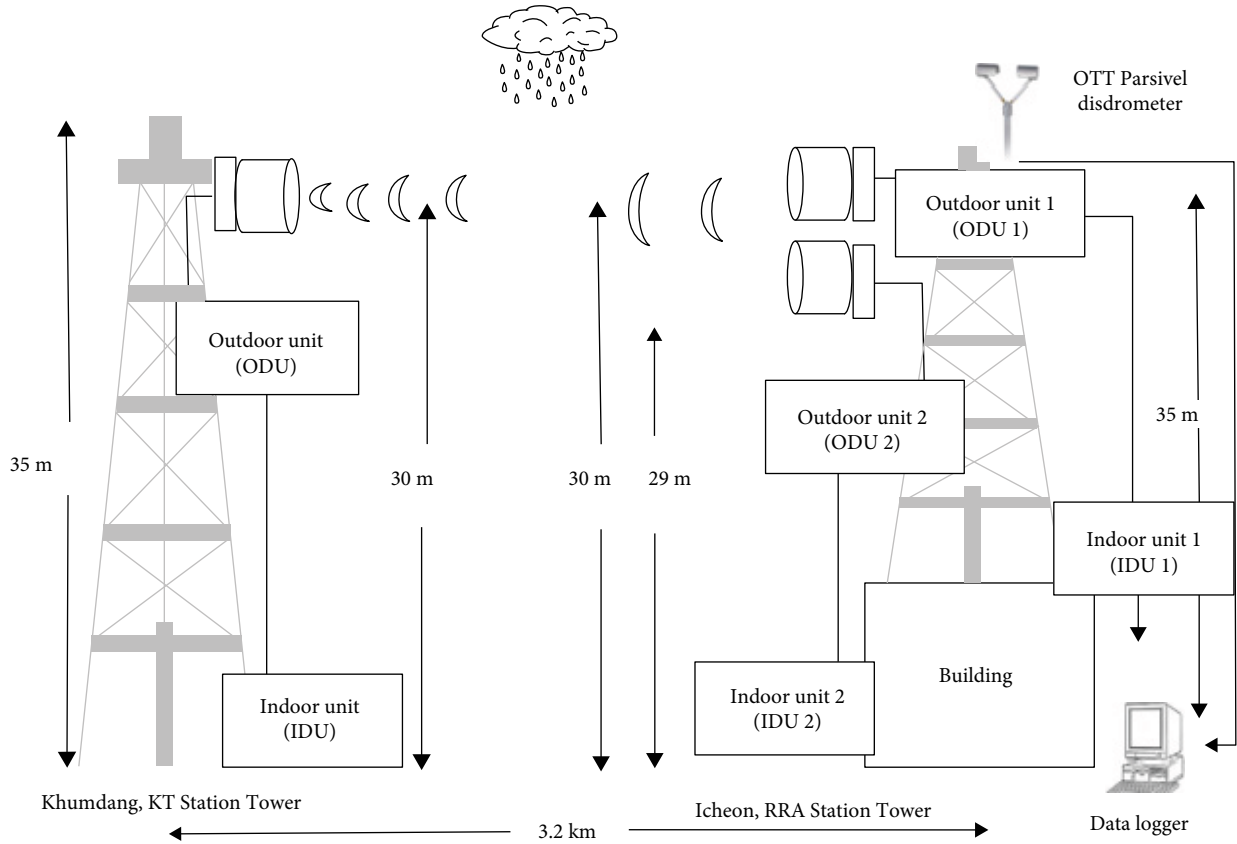 OTT Parsivel
disdrometer
Outdoor unit 1
(ODU 1)
Outdoor unit
(ODU)
Outdoor unit 2
(ODU 2)
35 m
35 m
30 m
30 m
29 m
Indoor unit 1
(IDU 1)
Building
Indoor unit
(IDU)
Indoor unit 2
(IDU 2)
Khumdang, KT Station Tower
Icheon, RRA Station Tower
Data logger
3.2 km